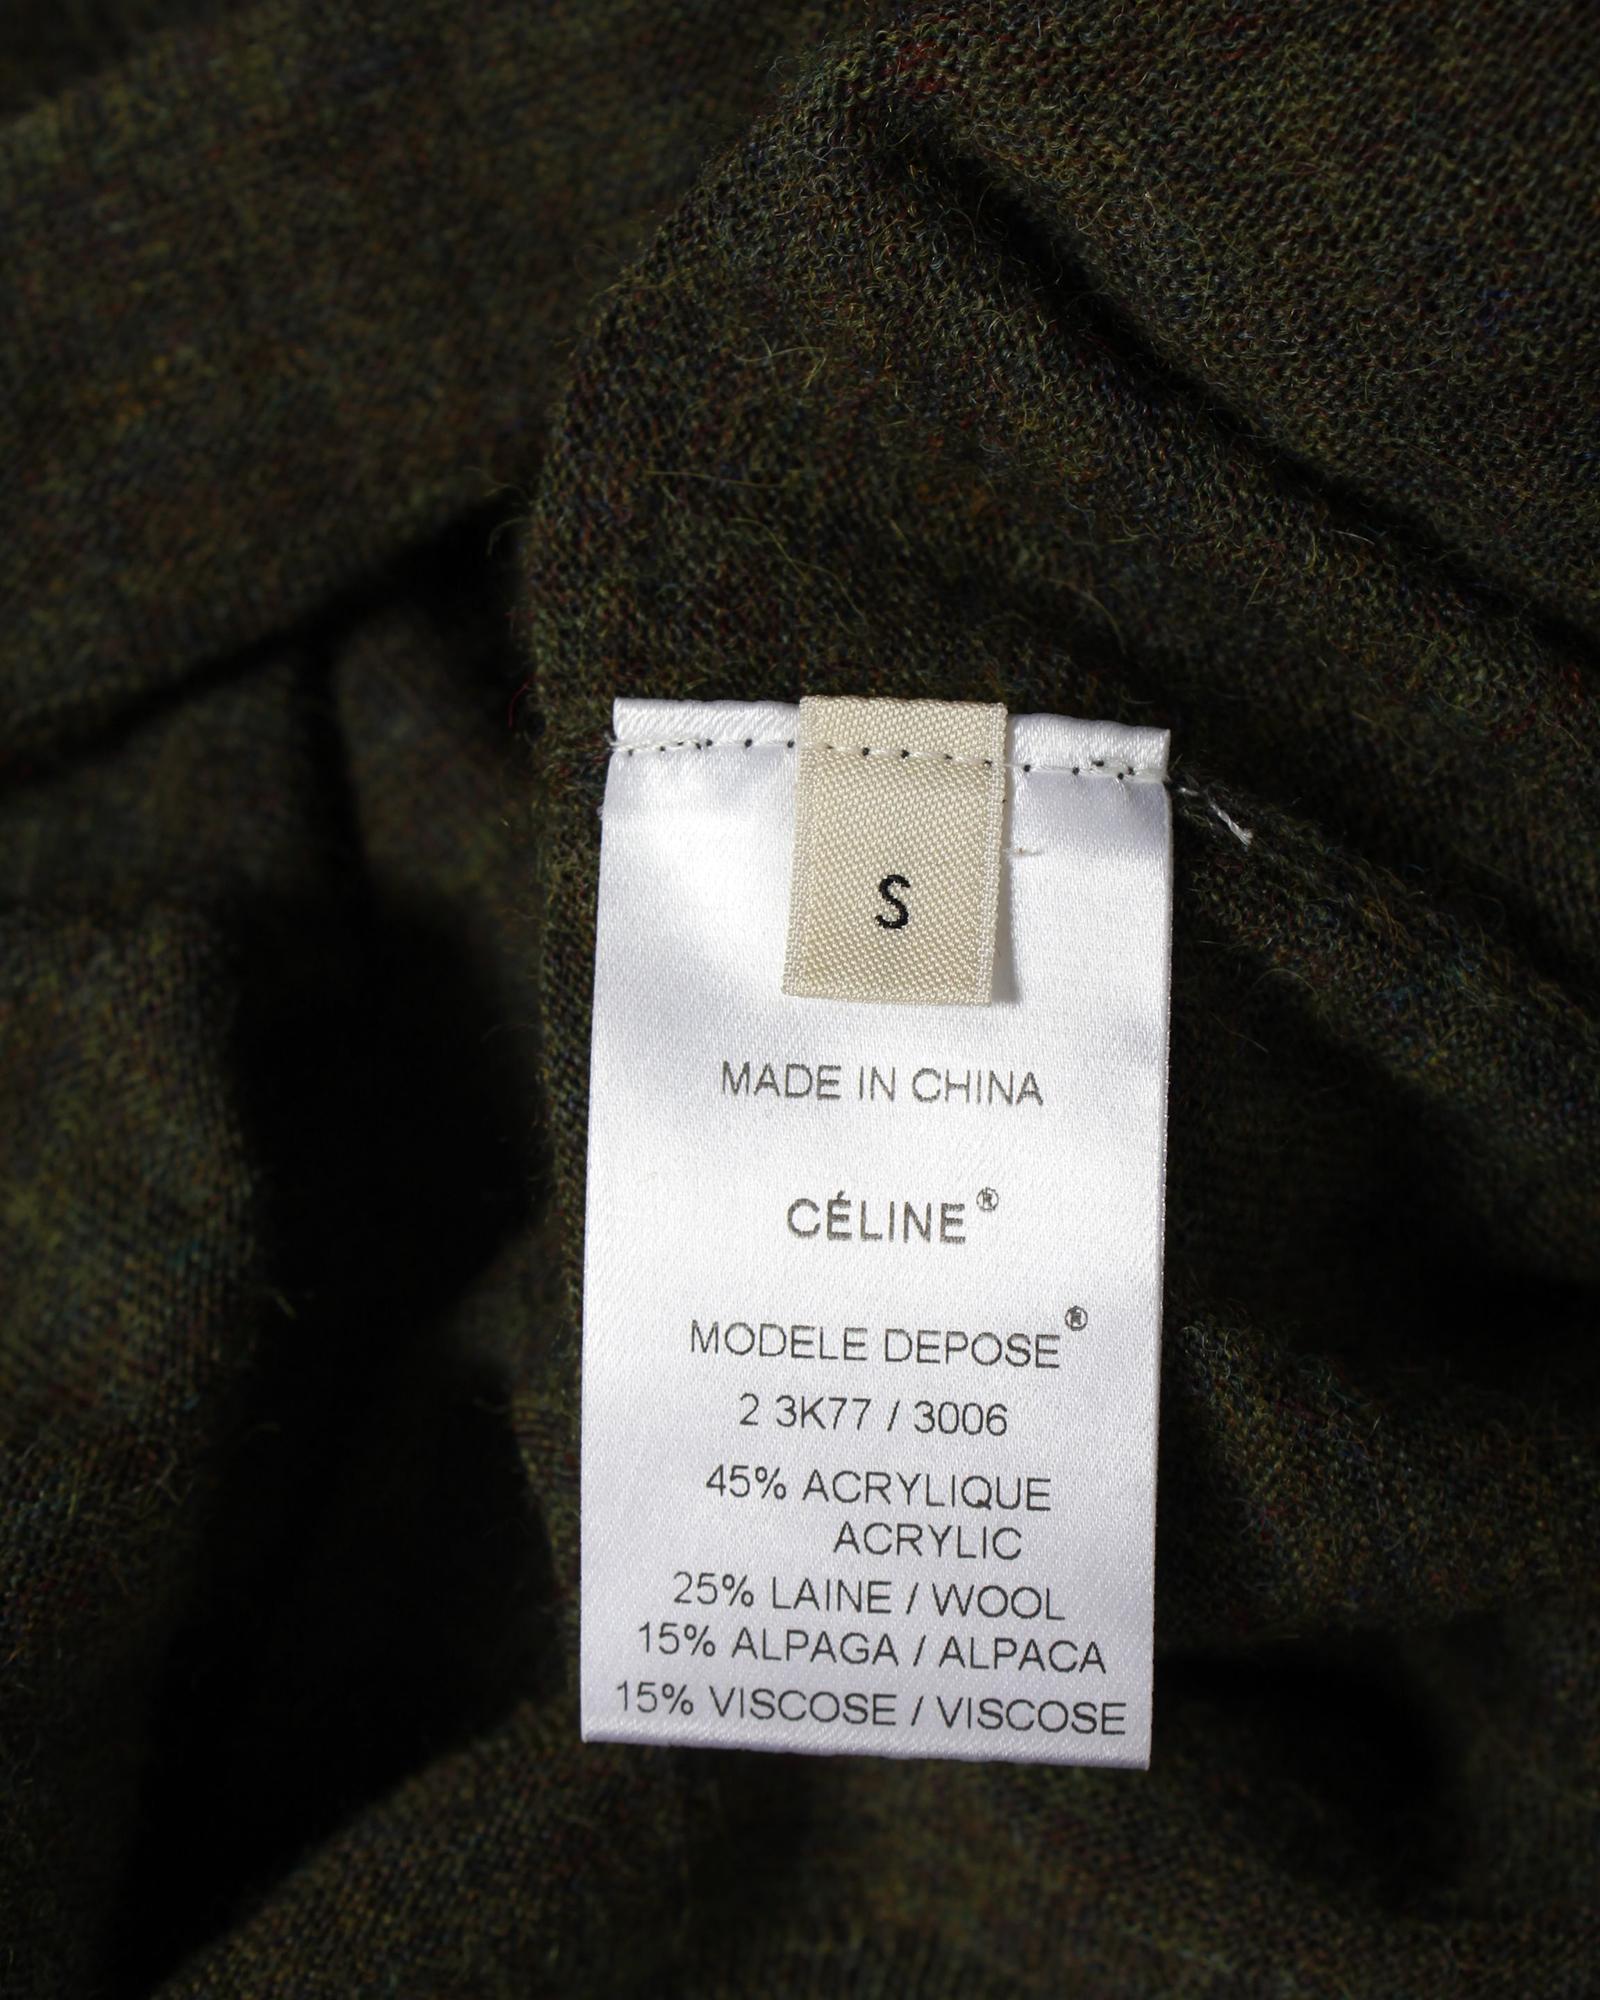 S
MADE IN CHINA
CÉLINE®
MODELE DEPOSE®
2 3K77 / 3006
45% ACRYLIQUE
ACRYLIC
25% LAINE / WOOL
15% ALPAGA / ALPACA
15% VISCOSE / VISCOSE